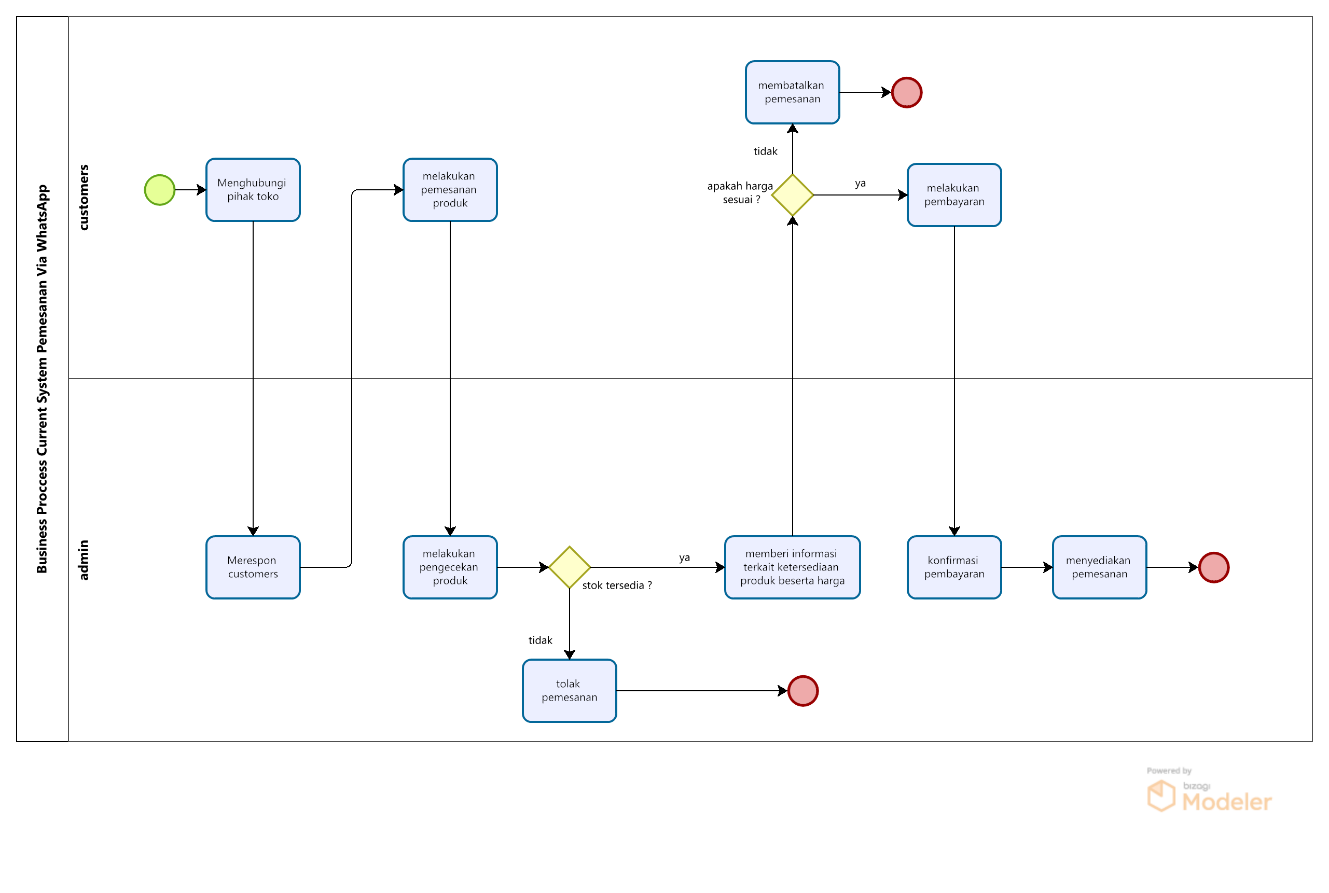 Business Proccess Current System Pemesanan Via WhatsApp
customers
Menghubungi
pihak toko
melakukan
pemesanan
produk
membatalkan
pemesanan
tidak
apakah harga
sesuai ?
ya
melakukan
pembayaran
admin
Merespon
customers
melakukan
pengecekan
produk
stok tersedia ?
ya
tidak
tolak
pemesanan
memberi informasi
terkait ketersediaan
produk beserta harga
konfirmasi
pembayaran
menyediakan
pemesanan
Powered by
bizagi
Modeler